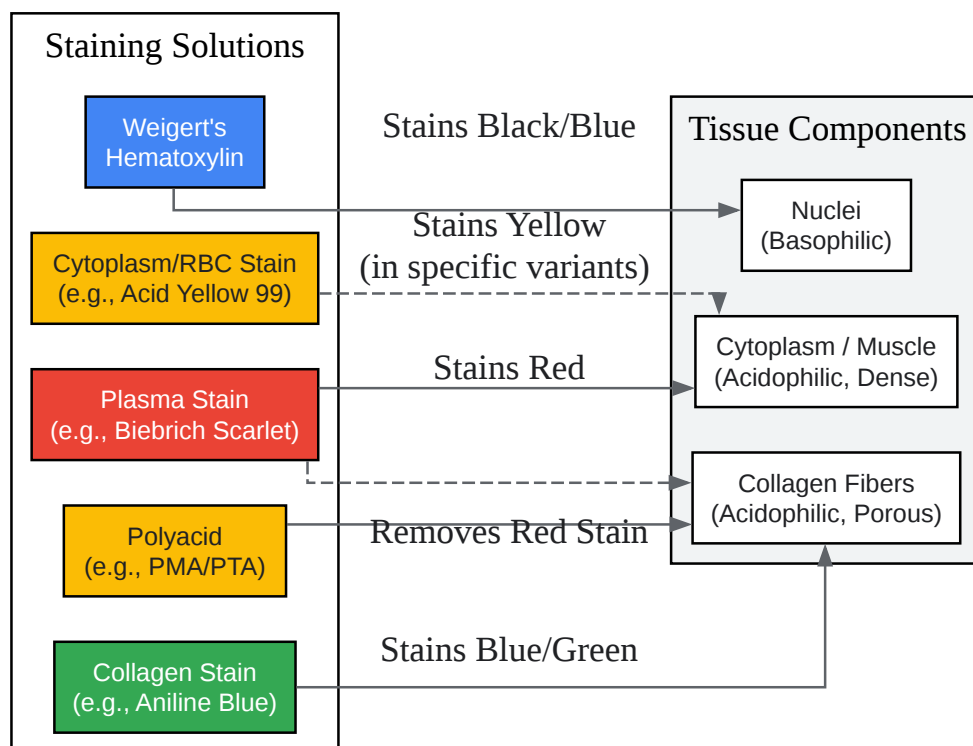 Staining Solutions
Weigert's
Hematoxylin
Cytoplasm/RBC Stain
(e.g., Acid Yellow 99)
Plasma Stain
(e.g., Biebrich Scarlet)
Polyacid
(e.g., PMA/PTA)
Collagen Stain
(e.g., Aniline Blue)
Stains Black/Blue
Stains Yellow
(in specific variants)
Stains Red
Removes Red Stain
Stains Blue/Green
Tissue Components
Nuclei
(Basophilic)
Cytoplasm / Muscle
(Acidophilic, Dense)
Collagen Fibers
(Acidophilic, Porous)